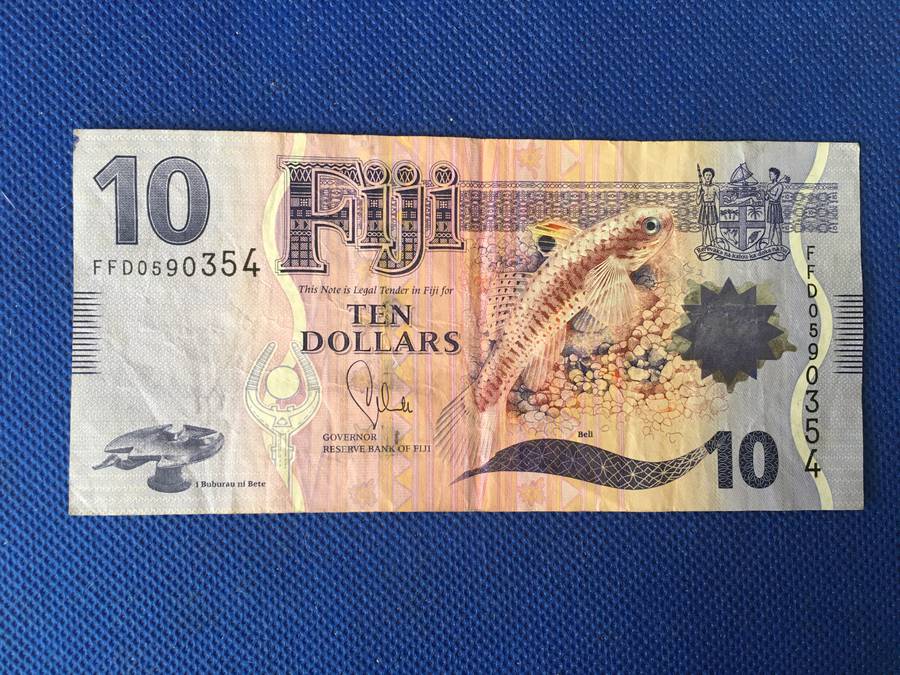 10
FFD0590354
Fiji
This Note is Legal Tender in Fiji for
TEN
DOLLARS
GOVERNOR
RESERVE BANK OF FIJI
i Buburau ni Bete
Beli
10
FFD0590354